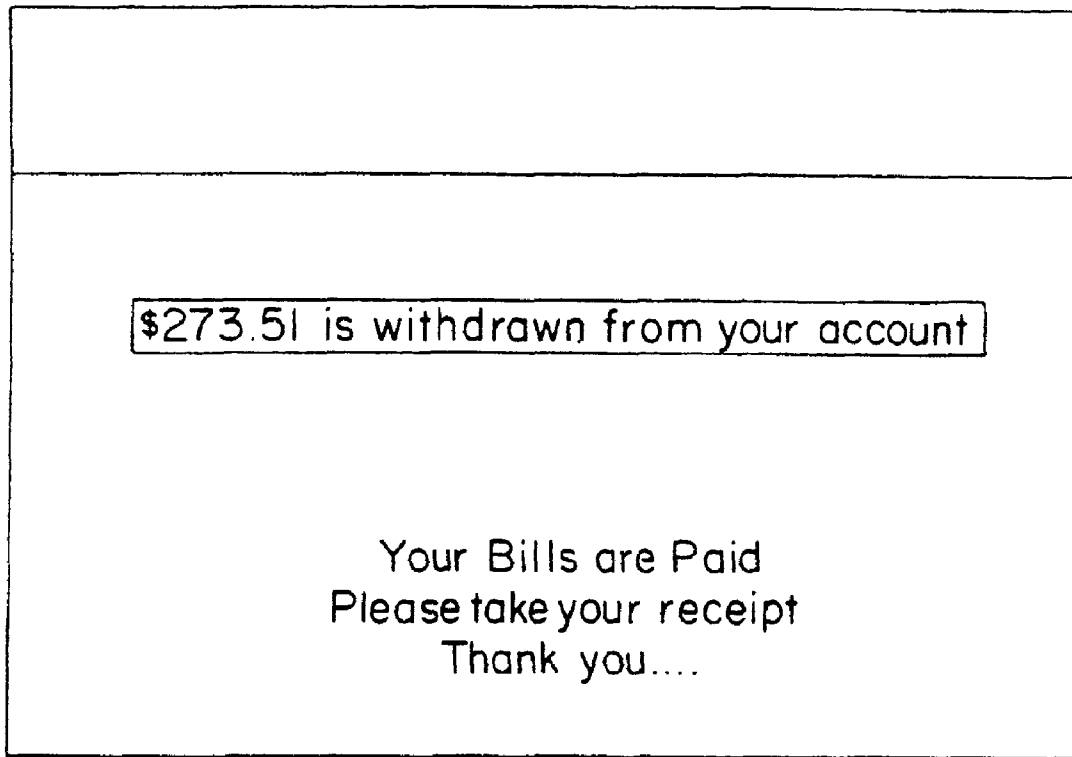 $273.51 is withdrawn from your account
Your Bills are Paid
Please take your receipt
Thank you....